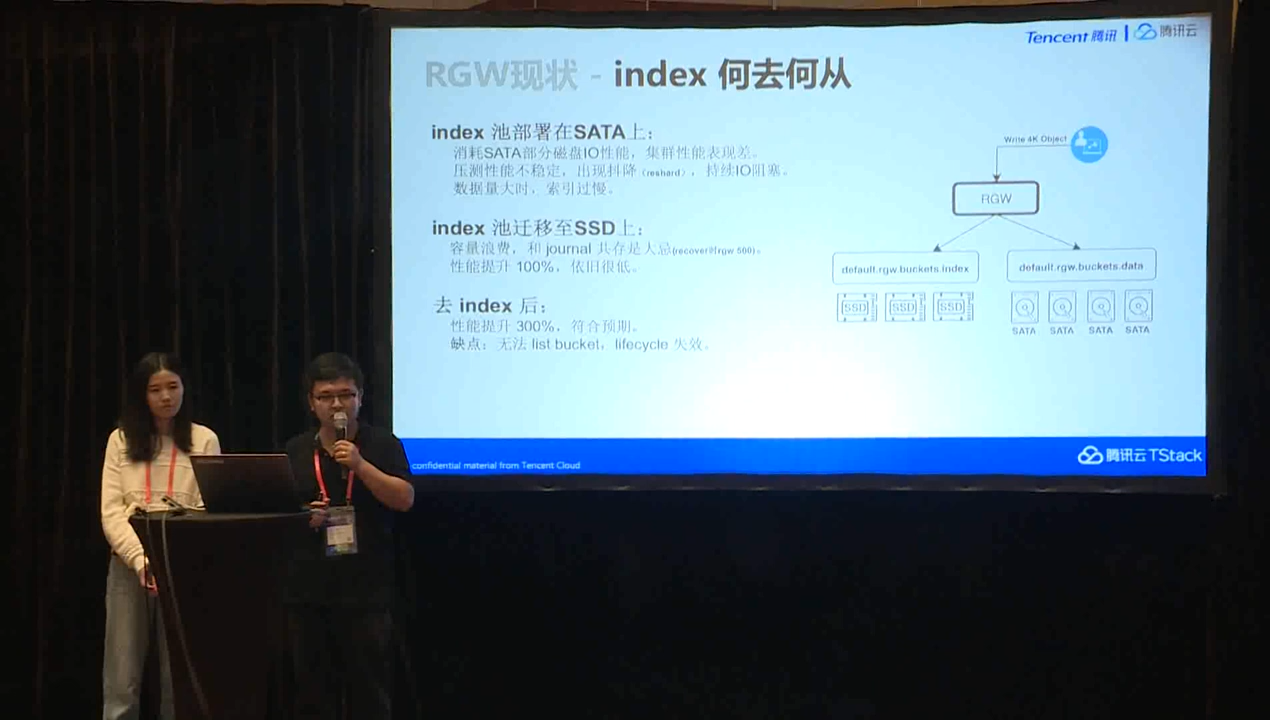 Tencent 腾讯 | 腾讯云
RGW现状 - index 何去何从
index 池部署在SATA上：
消耗SATA部分磁盘IO性能，集群性能表现差。
压测性能不稳定，出现抖降（reshard），持续IO阻塞。
数据量大时，索引过慢。
index 池迁移至SSD上：
容量浪费，和 journal 共存是大忌
性能提升 100%，依旧很低。
去 index 后：
性能提升 300%，符合预期。
缺点：无法 list bucket，lifecycle 失效。
Write 4K Object
RGW
default.rgw.buckets.index
default.rgw.buckets.data
SSD SSD SSD
SATA SATA SATA SATA
confidential material from Tencent Cloud
腾讯云 TStack